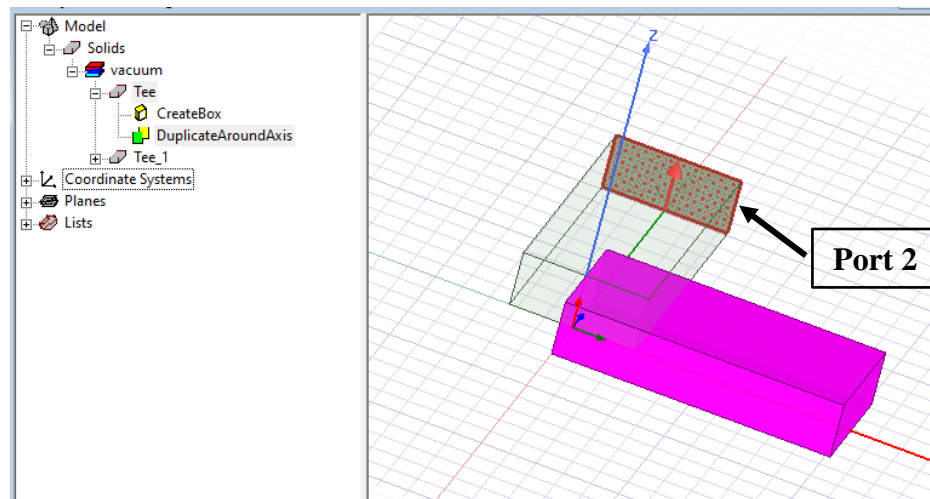 Model
Solids
vacuum
Tee
CreateBox
DuplicateAroundAxis
Tee_1
Coordinate Systems
Planes
Lists
Z
Port 2